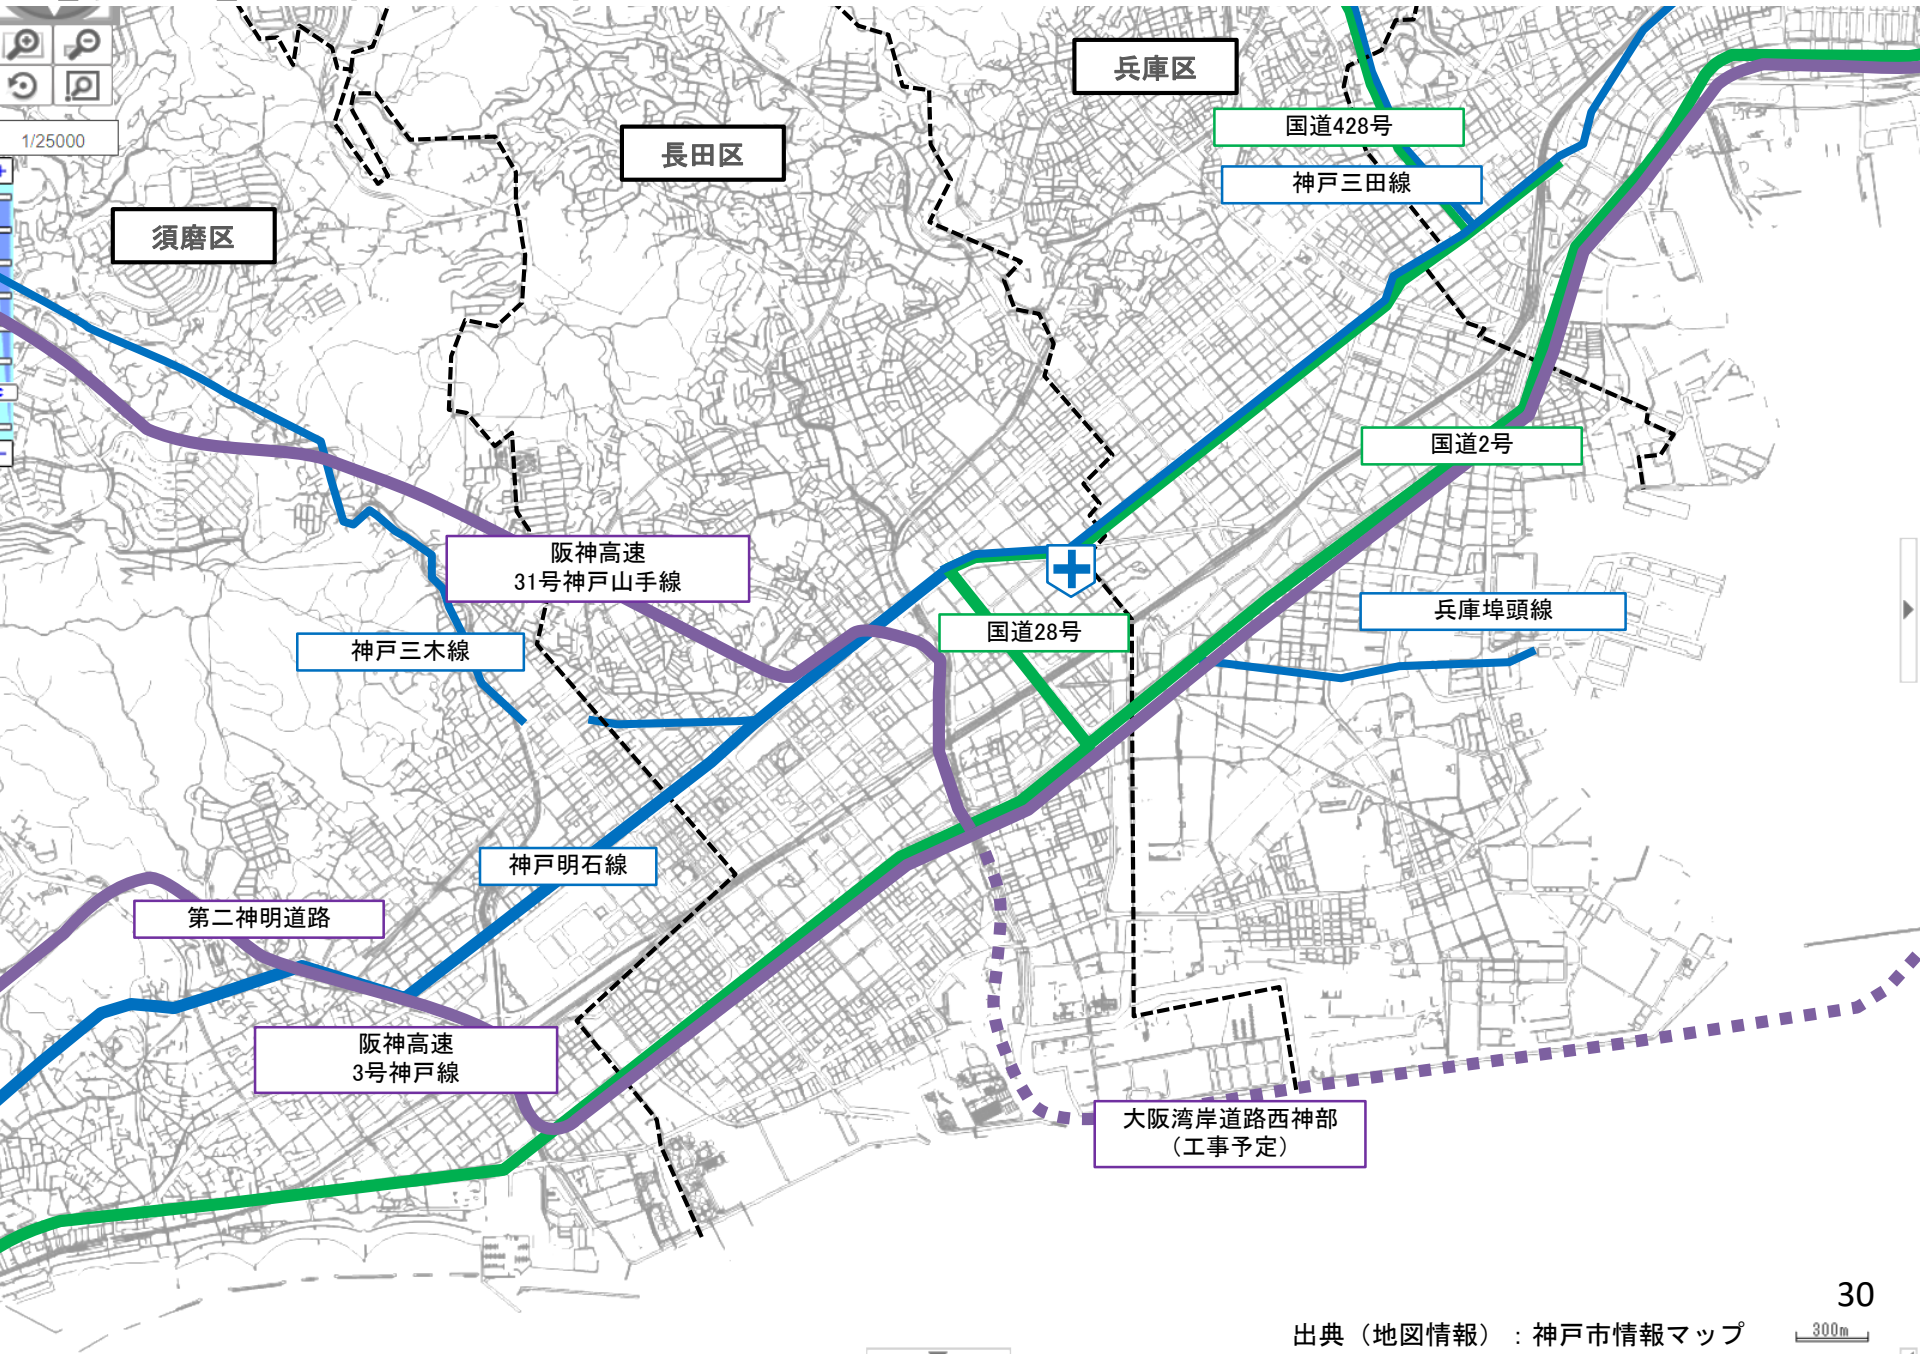 兵庫区
国道428号
1/25000
長田区
神戸三田線
須磨区
国道2号
阪神高速
31号神戸山手線
兵庫埠頭線
国道28号
神戸三木線
神戸明石線
第二神明道路
阪神高速
3号神戸線
大阪湾岸道路西神部
（工事予定）
30
出典（地図情報）：神戸市情報マップ
300m